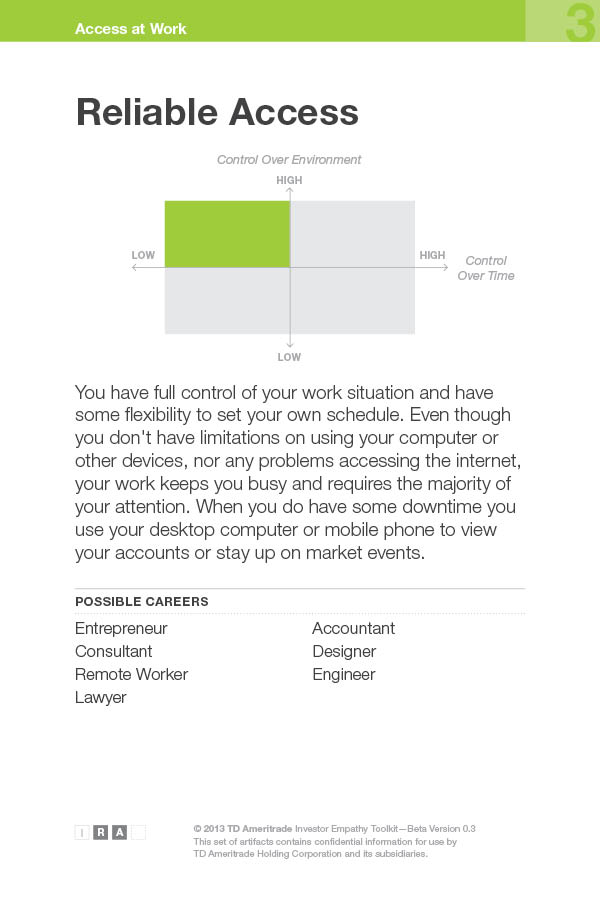 Access at Work
3
Reliable Access
Control Over Environment
HIGH
LOW
HIGH
Control
Over Time
LOW
You have full control of your work situation and have
some flexibility to set your own schedule. Even though
you don't have limitations on using your computer or
other devices, nor any problems accessing the internet,
your work keeps you busy and requires the majority of
your attention. When you do have some downtime you
use your desktop computer or mobile phone to view
your accounts or stay up on market events.
POSSIBLE CAREERS
Entrepreneur
Consultant
Remote Worker
Lawyer
Accountant
Designer
Engineer
I R A
© 2013 TD Ameritrade Investor Empathy Toolkit—Beta Version 0.3
This set of artifacts contains confidential information for use by
TD Ameritrade Holding Corporation and its subsidiaries.